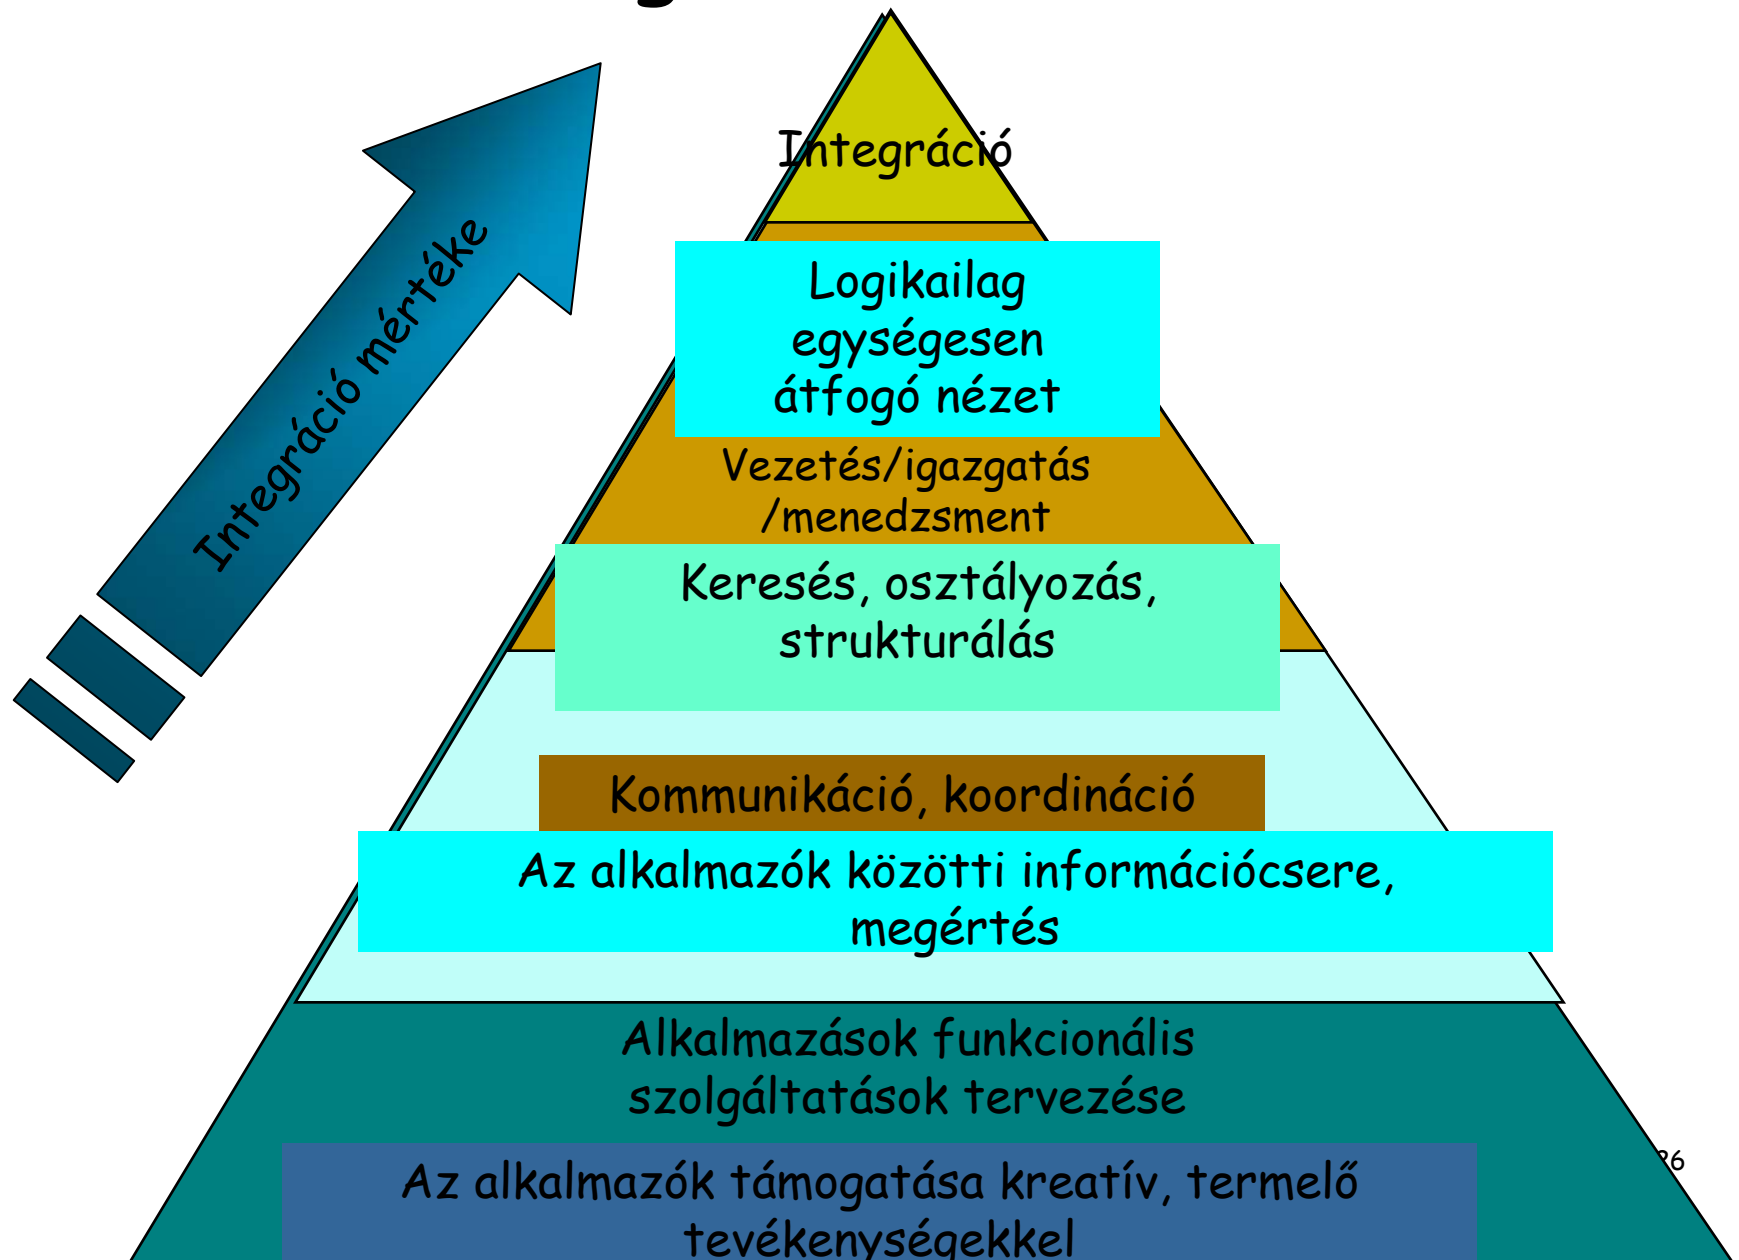 Integráció
Integráció mértéke
Logikailag
egységesen
átfogó nézet
Vezetés/igazgatás
/menedzsment
Keresés, osztályozás,
strukturálás
Kommunikáció, koordináció
Az alkalmazók közötti információcsere,
megértés
Alkalmazások funkcionális
szolgáltatások tervezése
Az alkalmazók támogatása kreatív, termelő
tevékenységekkel